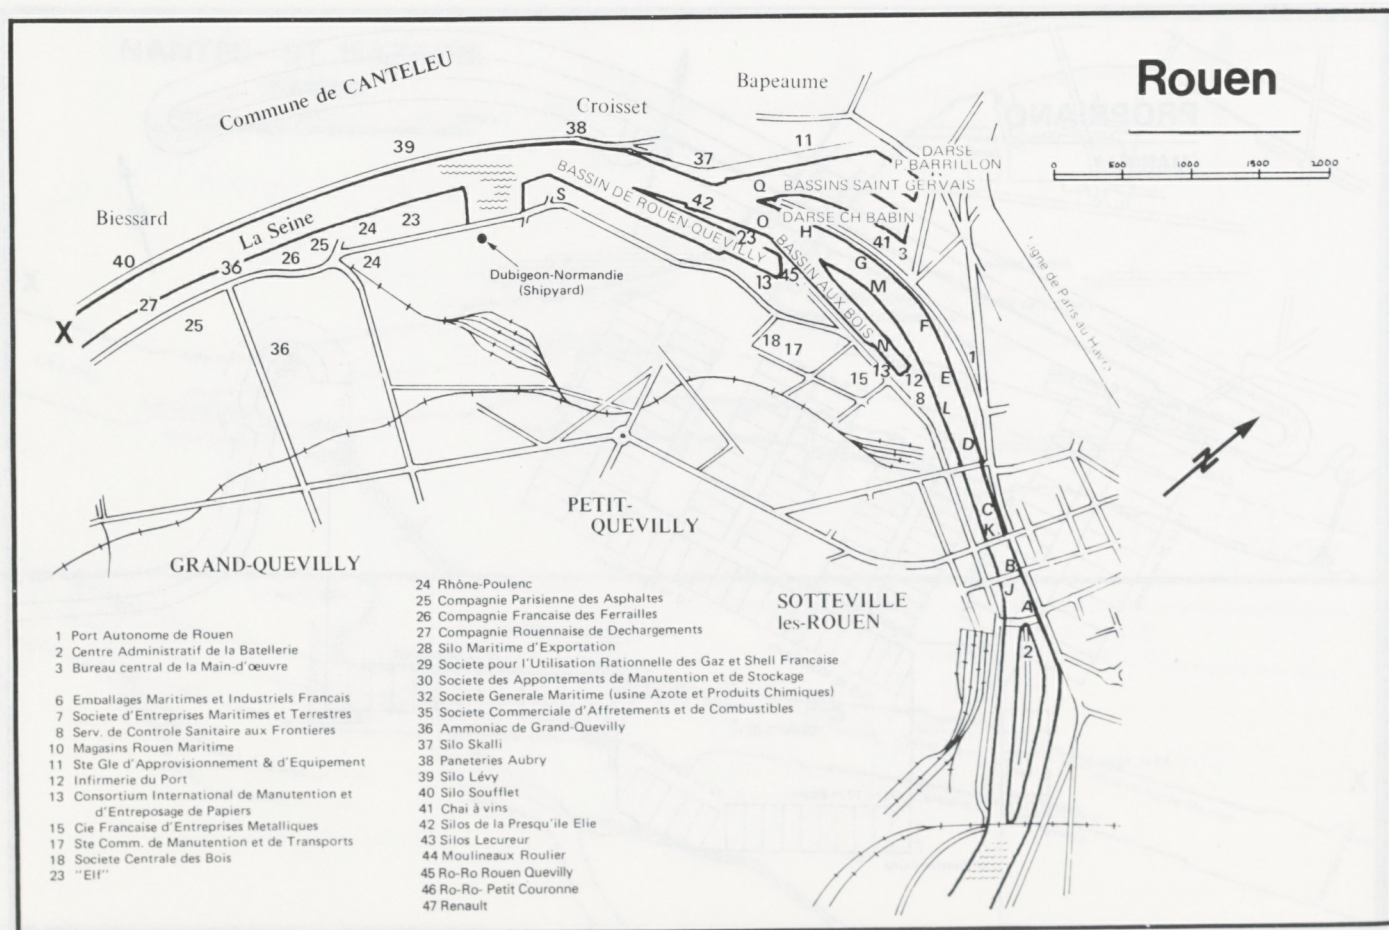 Rouen
0 500 1000 1500 2000
Commune de CANTELEU
Croisset
Bapeaume
Biessard
La Seine
39
38
37
11
DARSE
P BARRILLON
BASSINS SAINT GERVAIS
DARSE CH BABIN
BASSIN DE ROUEN QUEVILLY
BASSIN AUX BOIS
Ligne de Paris au Havre
40
27
36
26
25
24
23
24
25
36
X
S
42
Q
O
H
41
3
23
13
45
G
M
F
N
1
E
L
D
18
17
15
13
12
8
C
K
B
J
A
2
N
Dubigeon-Normandie
(Shipyard)
PETIT-
QUEVILLY
GRAND-QUEVILLY
SOTTEVILLE
les-ROUEN
1 Port Autonome de Rouen
2 Centre Administratif de la Batellerie
3 Bureau central de la Main-d'œuvre
6 Emballages Maritimes et Industriels Francais
7 Societe d'Entreprises Maritimes et Terrestres
8 Serv. de Controle Sanitaire aux Frontieres
10 Magasins Rouen Maritime
11 Ste Gle d'Approvisionnement & d'Equipement
12 Infirmerie du Port
13 Consortium International de Manutention et
d'Entreposage de Papiers
15 Cie Francaise d'Entreprises Metalliques
17 Ste Comm. de Manutention et de Transports
18 Societe Centrale des Bois
23 "Elf"
24 Rhône-Poulenc
25 Compagnie Parisienne des Asphaltes
26 Compagnie Francaise des Ferrailles
27 Compagnie Rouennaise de Dechargements
28 Silo Maritime d'Exportation
29 Societe pour l'Utilisation Rationnelle des Gaz et Shell Francaise
30 Societe des Appontements de Manutention et de Stockage
32 Societe Generale Maritime (usine Azote et Produits Chimiques)
35 Societe Commerciale d'Affretements et de Combustibles
36 Ammoniac de Grand-Quevilly
37 Silo Skalli
38 Paneteries Aubry
39 Silo Lévy
40 Silo Soufflet
41 Chai à vins
42 Silos de la Presqu'ile Elie
43 Silos Lecureur
44 Moulineaux Roulier
45 Ro-Ro Rouen Quevilly
46 Ro-Ro- Petit Couronne
47 Renault